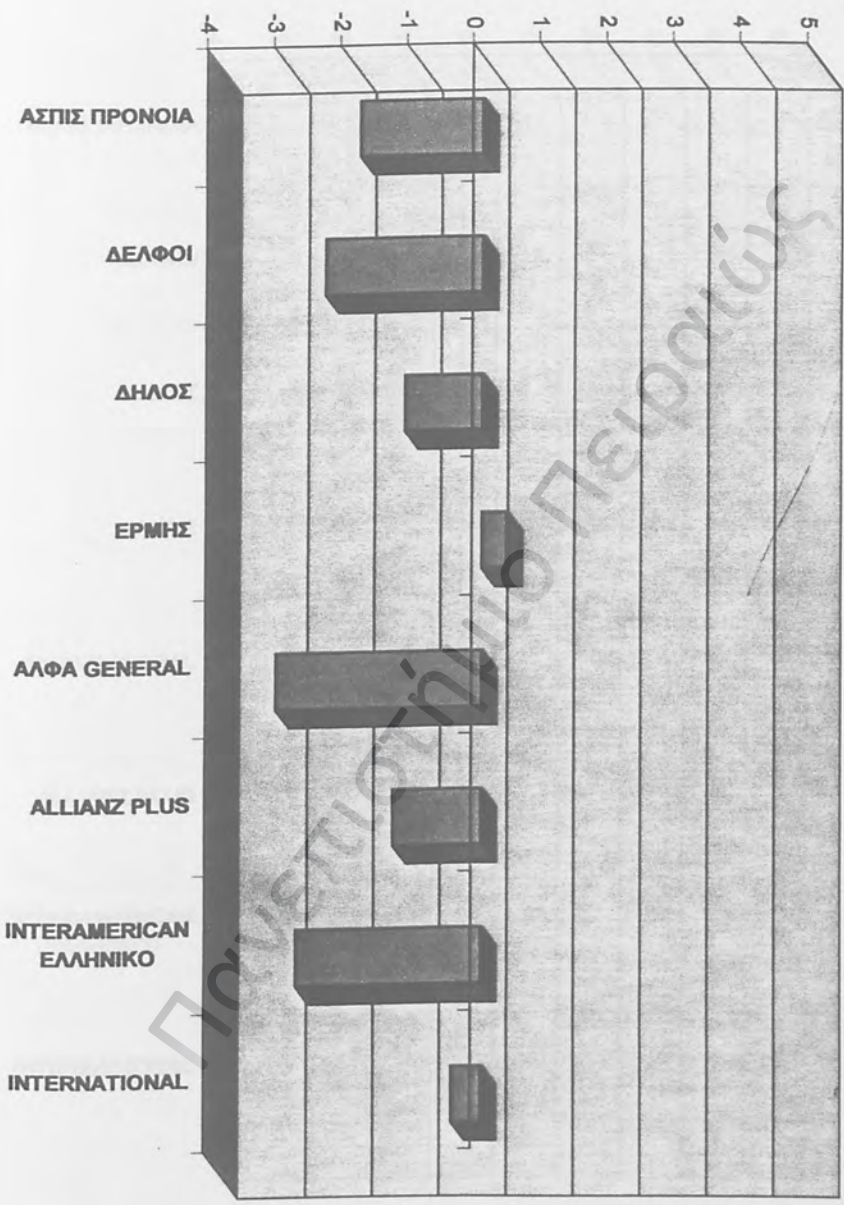 -4
-3
-2
-1
0
1
2
3
4
5
ΑΣΠΙΣ ΠΡΟΝΟΙΑ
ΔΕΛΦΟΙ
ΔΗΛΟΣ
ΕΡΜΗΣ
ΑΛΦΑ GENERAL
ALLIANZ PLUS
INTERAMERICAN
ΕΛΛΗΝΙΚΟ
INTERNATIONAL
Πανεπιστήμιο Πειραιώς